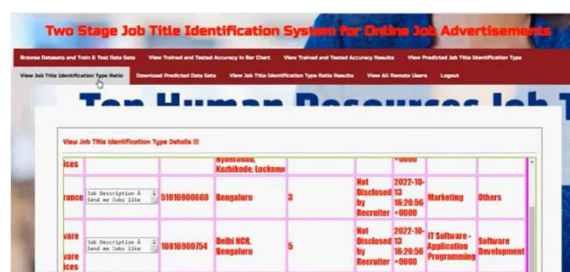 Two Stage Job Title Identification System for Online Job Advertisements
Browse Datasets and Train & Test Data Sets View Trained and Tested Accuracy in Bar Chart View Trained and Tested Accuracy Results View Predicted Job Title Identification Type
View Job Title Identification Type Ratio Download Predicted Data Sets View Job Title Identification Type Ratio Results View All Remote Users Logout
Top Human Resources Job T
View Job Title Identification Type Details !!!
ices Hyderabad, +0000
Kozhikode, Lucknow
Not 2022-10-
rance Job Description Â 51016900668 Bengaluru 3 Disclosed 13 Marketing Others
Send me Jobs like by 16:20:56
Recruiter +0000
ware Not 2022-10- IT Software -
Job Description Â 10816900754 Delhi NCR, 5 Disclosed 13 Application Software
Send me Jobs like Bengaluru by 16:20:56 Programming Development
ware Recruiter +0000
ices